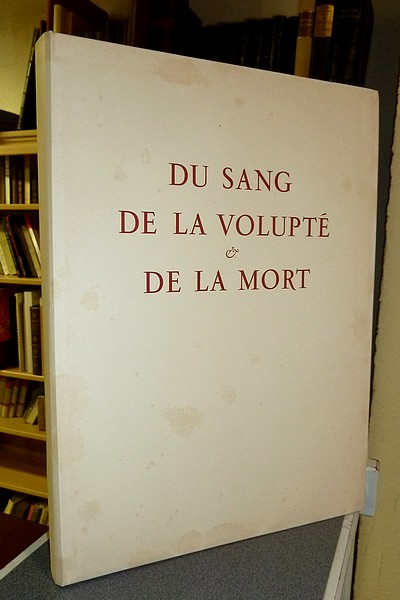 DU SANG
DE LA VOLUPTÉ
&
DE LA MORT